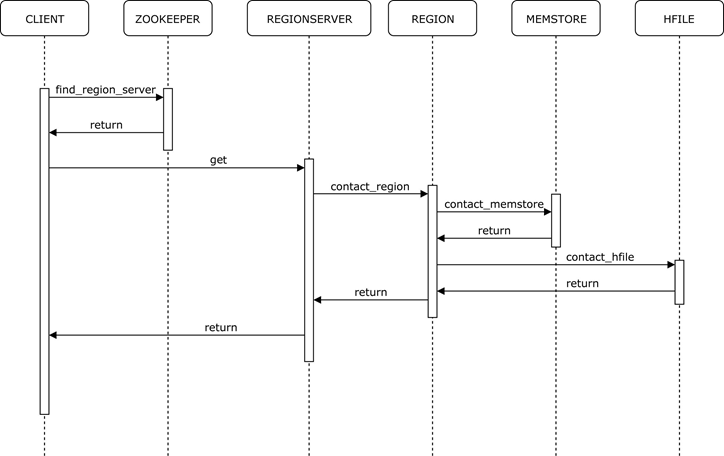 CLIENT
ZOOKEEPER
REGIONSERVER
REGION
MEMSTORE
HFILE
find_region_server
return
get
contact_region
contact_memstore
return
contact_hfile
return
return
return